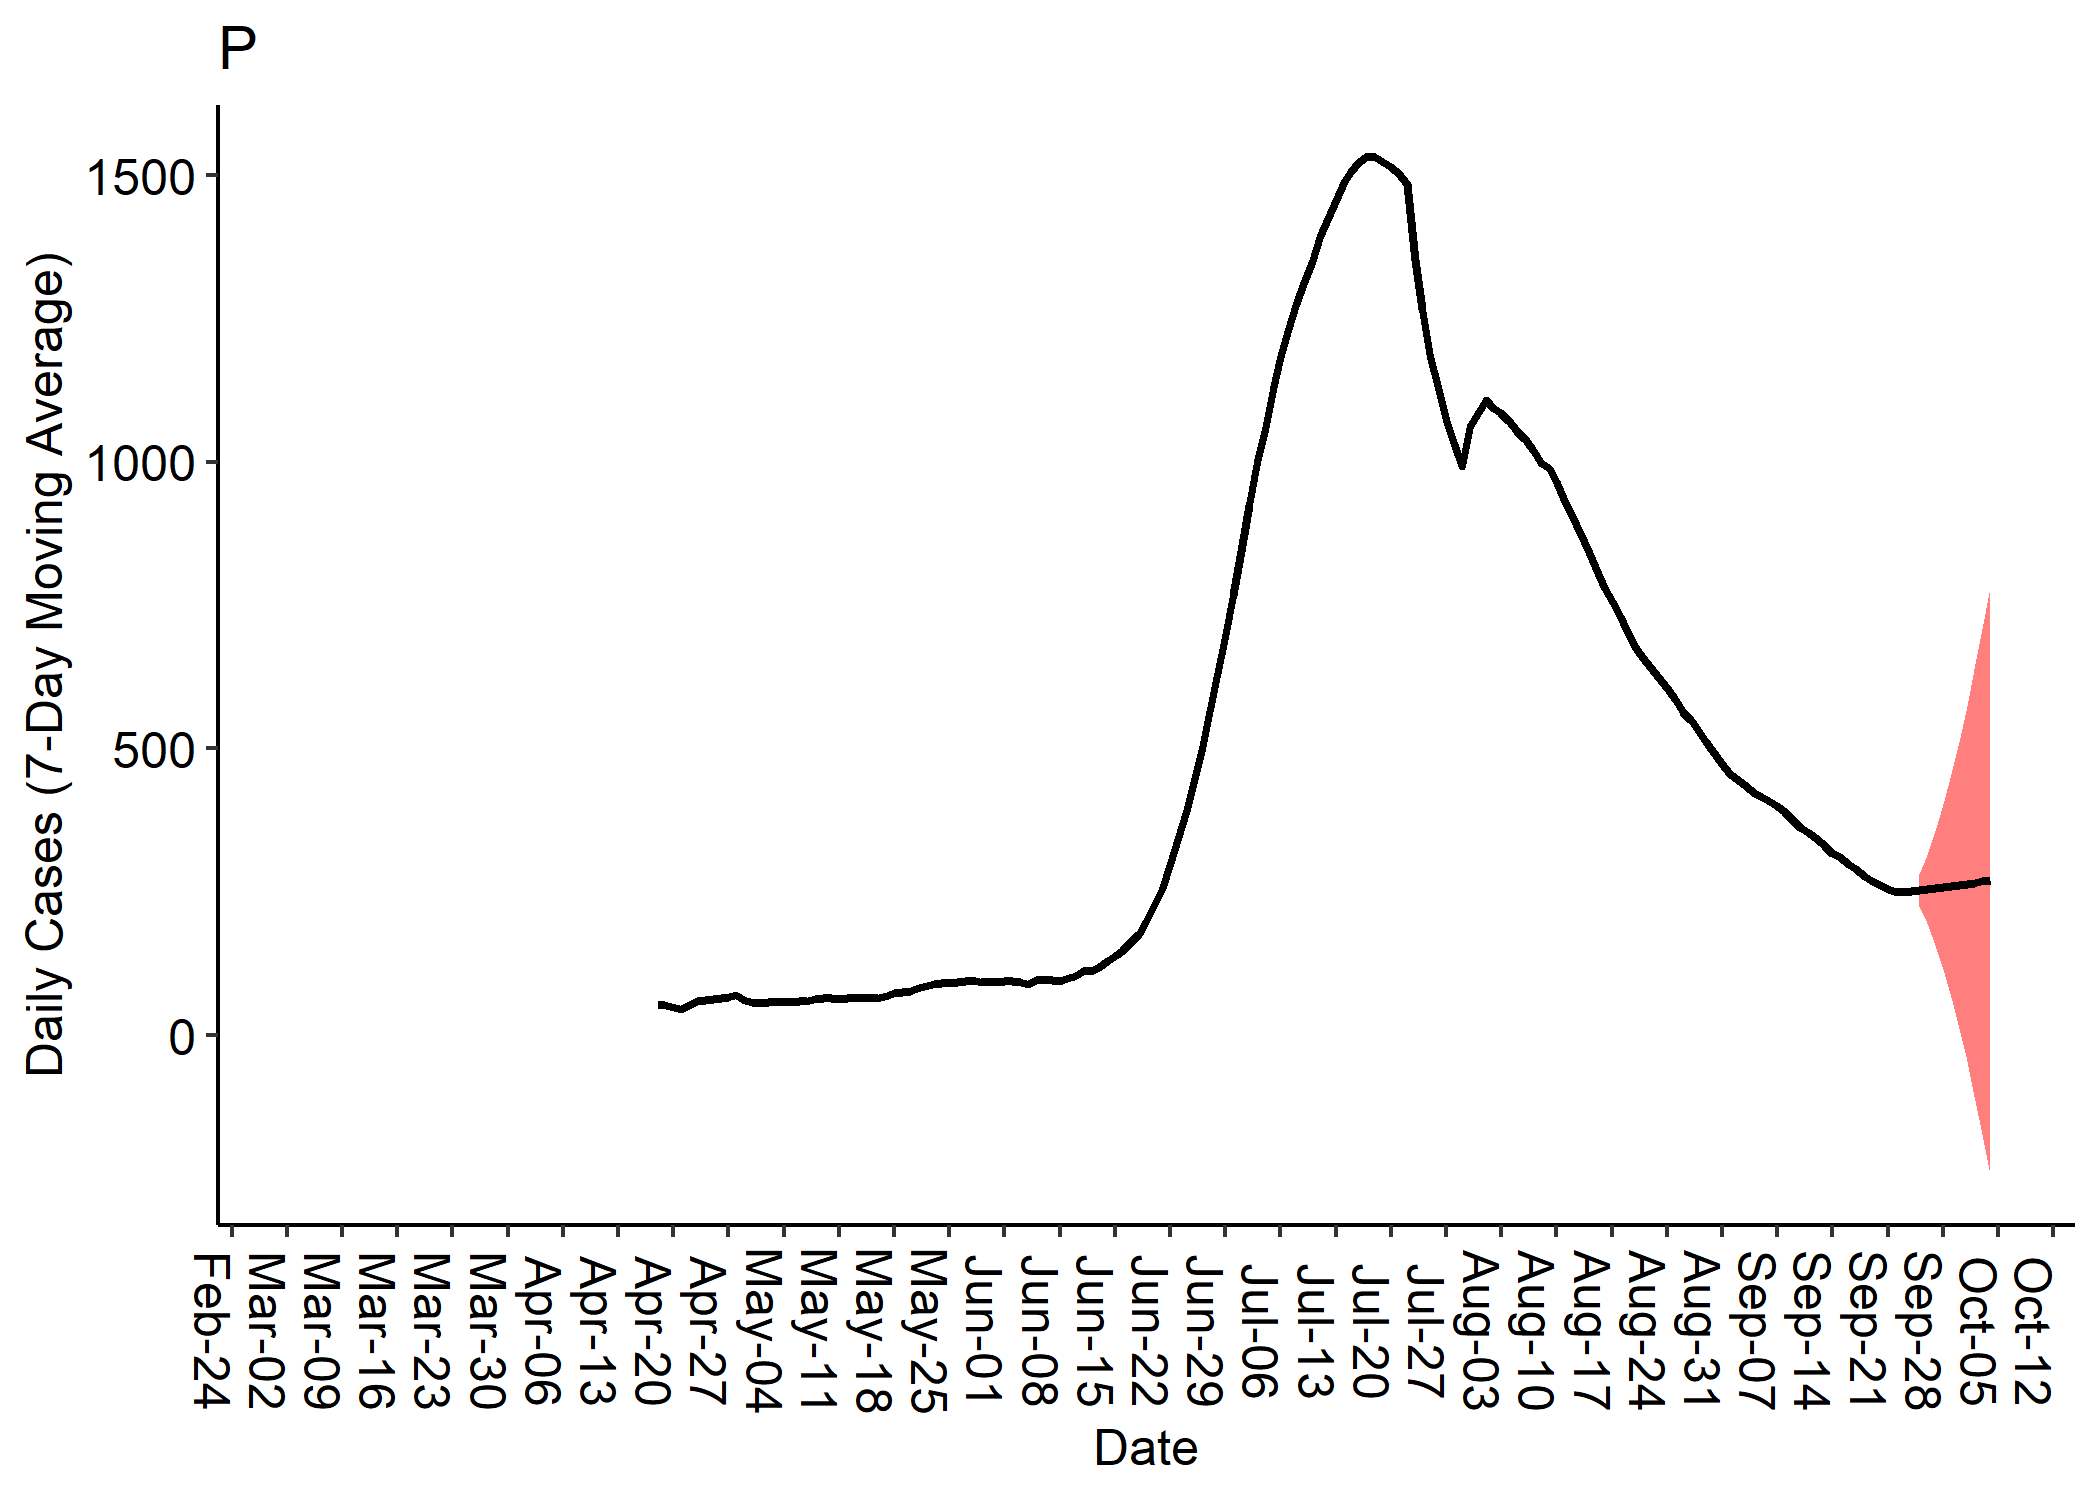 P
Daily Cases (7-Day Moving Average)
1500
1000
500
0
Feb-24
Mar-02
Mar-09
Mar-16
Mar-23
Mar-30
Apr-06
Apr-13
Apr-20
Apr-27
May-04
May-11
May-18
May-25
Jun-01
Jun-08
Jun-15
Jun-22
Jun-29
Jul-06
Jul-13
Jul-20
Jul-27
Aug-03
Aug-10
Aug-17
Aug-24
Aug-31
Sep-07
Sep-14
Sep-21
Sep-28
Oct-05
Oct-12
Date